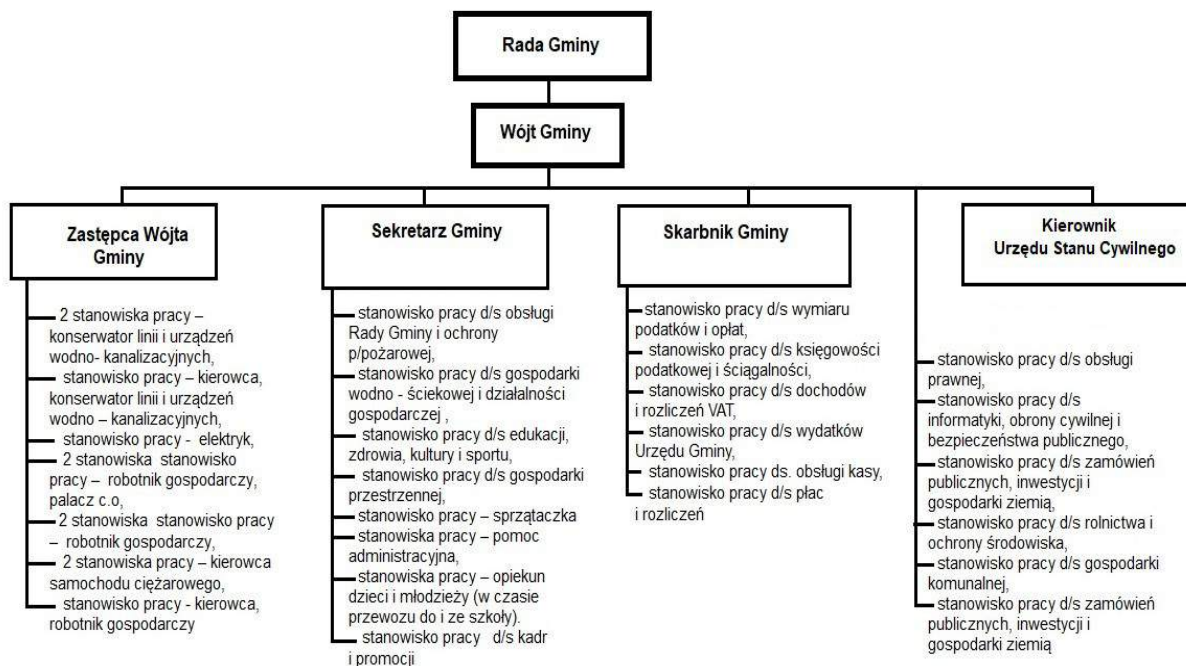 Rada Gminy
Wójt Gminy
Zastępca Wójta
Gminy
2 stanowiska pracy –
konserwator linii i urządzeń
wodno- kanalizacyjnych,
stanowisko pracy – kierowca,
konserwator linii i urządzeń
wodno – kanalizacyjnych,
stanowisko pracy - elektryk,
2 stanowiska stanowisko
pracy – robotnik gospodarczy,
palacz c.o,
2 stanowiska stanowisko pracy
– robotnik gospodarczy,
2 stanowiska pracy – kierowca
samochodu ciężarowego,
stanowisko pracy - kierowca,
robotnik gospodarczy
Sekretarz Gminy
stanowisko pracy d/s obsługi
Rady Gminy i ochrony
p/pożarowej,
stanowisko pracy d/s gospodarki
wodno - ściekowej i działalności
gospodarczej ,
stanowisko pracy d/s edukacji,
zdrowia, kultury i sportu,
stanowisko pracy d/s gospodarki
przestrzennej,
stanowisko pracy – sprzątaczka
stanowiska pracy – pomoc
administracyjna,
stanowiska pracy – opiekun
dzieci i młodzieży (w czasie
przewozu do i ze szkoły).
stanowisko pracy d/s kadr
i promocji
Skarbnik Gminy
stanowisko pracy d/s wymiaru
podatków i opłat,
stanowisko pracy d/s księgowości
podatkowej i ściągalności,
stanowisko pracy d/s dochodów
i rozliczeń VAT,
stanowisko pracy d/s wydatków
Urzędu Gminy,
stanowisko pracy ds. obsługi kasy,
stanowisko pracy d/s płac
i rozliczeń
Kierownik
Urzędu Stanu Cywilnego
stanowisko pracy d/s obsługi
prawnej,
stanowisko pracy d/s
informatyki, obrony cywilnej i
bezpieczeństwa publicznego,
stanowisko pracy d/s zamówień
publicznych, inwestycji i
gospodarki ziemią,
stanowisko pracy d/s rolnictwa i
ochrony środowiska,
stanowisko pracy d/s gospodarki
komunalnej,
stanowisko pracy d/s zamówień
publicznych, inwestycji i
gospodarki ziemią